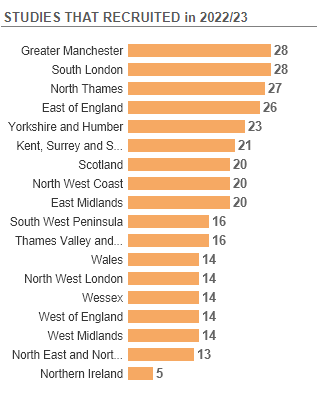 STUDIES THAT RECRUITED in 2022/23
Greater Manchester 28
South London 28
North Thames 27
East of England 26
Yorkshire and Humber 23
Kent, Surrey and S... 21
Scotland 20
North West Coast 20
East Midlands 20
South West Peninsula 16
Thames Valley and... 16
Wales 14
North West London 14
Wessex 14
West of England 14
West Midlands 14
North East and Nort... 13
Northern Ireland 5